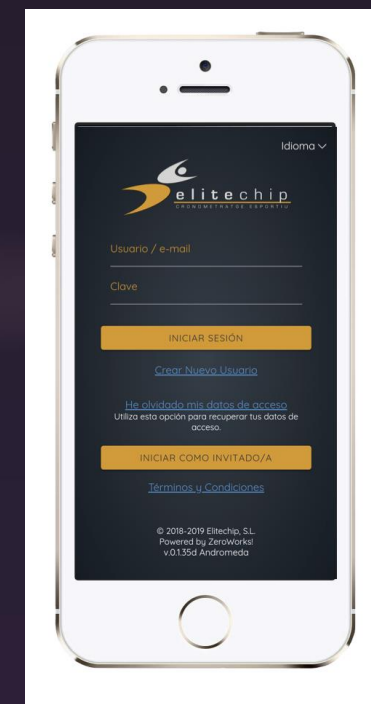 Idioma
elitechip
CRONOMETRATGE ESPORTIU
Usuario / e-mail
Clave
INICIAR SESIÓN
Crear Nuevo Usuario
He olvidado mis datos de acceso
Utiliza esta opción para recuperar tus datos de
acceso.
INICIAR COMO INVITADO/A
Términos y Condiciones
© 2018-2019 Elitechip, S.L.
Powered by ZeroWorks!
v.0.1.35d Andromeda